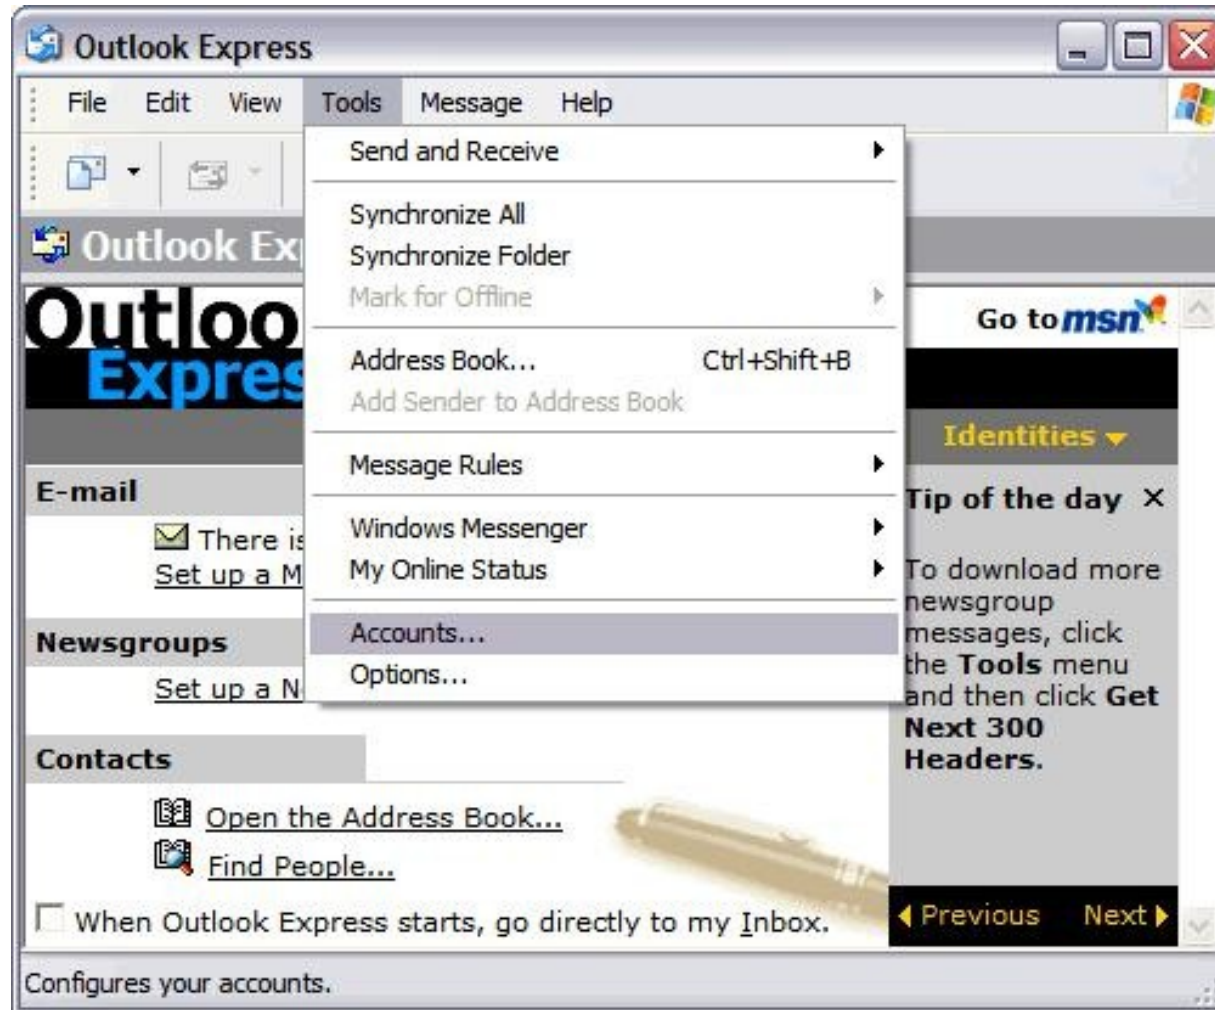 Outlook Express
File Edit View Tools Message Help
Send and Receive
Synchronize All
Synchronize Folder
Mark for Offline
Address Book... Ctrl+Shift+B
Add Sender to Address Book
Message Rules
Windows Messenger
My Online Status
Accounts...
Options...
Outlook
Go to msn
Express
Identities
E-mail
There is
Set up a
Newsgroups
Set up a
Contacts
Open the Address Book...
Find People...
When Outlook Express starts, go directly to my Inbox.
Tip of the day
To download more
newsgroup
messages, click
the Tools menu
and then click Get
Next 300
Headers.
Previous Next
Configures your accounts.